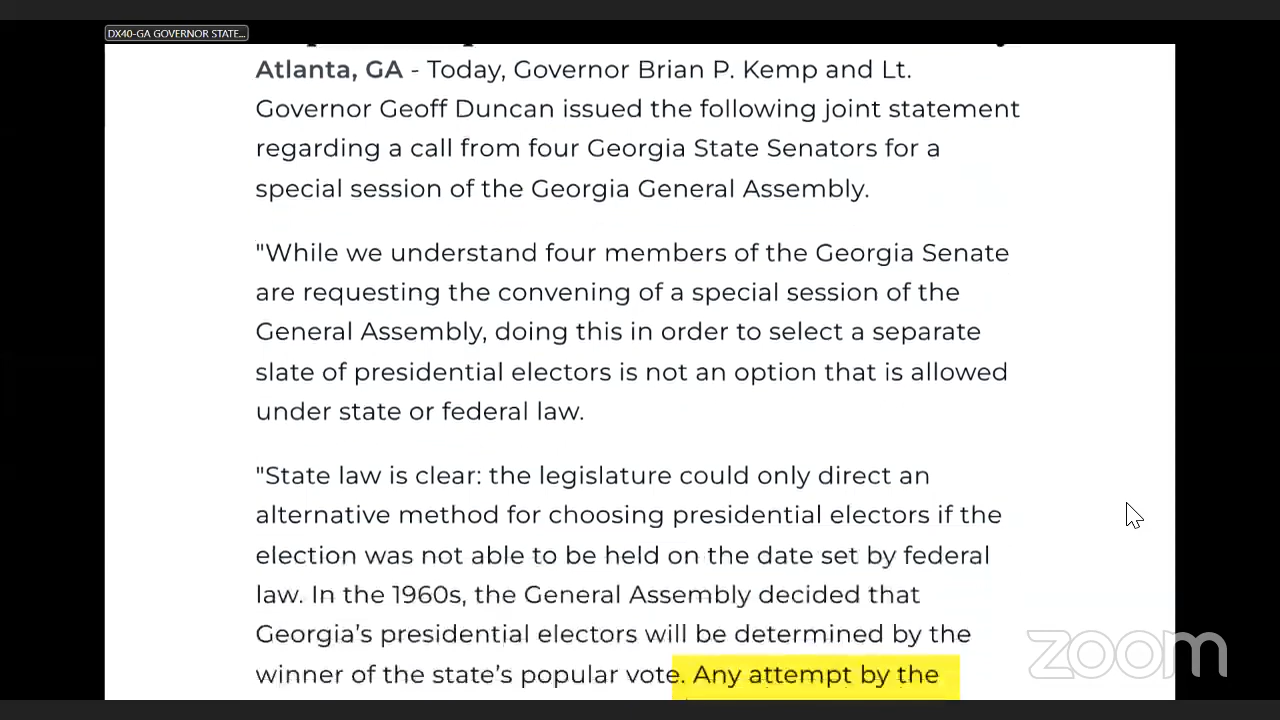 DX40-GA GOVERNOR STATE...
Atlanta, GA - Today, Governor Brian P. Kemp and Lt.
Governor Geoff Duncan issued the following joint statement
regarding a call from four Georgia State Senators for a
special session of the Georgia General Assembly.
"While we understand four members of the Georgia Senate
are requesting the convening of a special session of the
General Assembly, doing this in order to select a separate
slate of presidential electors is not an option that is allowed
under state or federal law.
"State law is clear: the legislature could only direct an
alternative method for choosing presidential electors if the
election was not able to be held on the date set by federal
law. In the 1960s, the General Assembly decided that
Georgia’s presidential electors will be determined by the
winner of the state’s popular vote. Any attempt by the
zoom